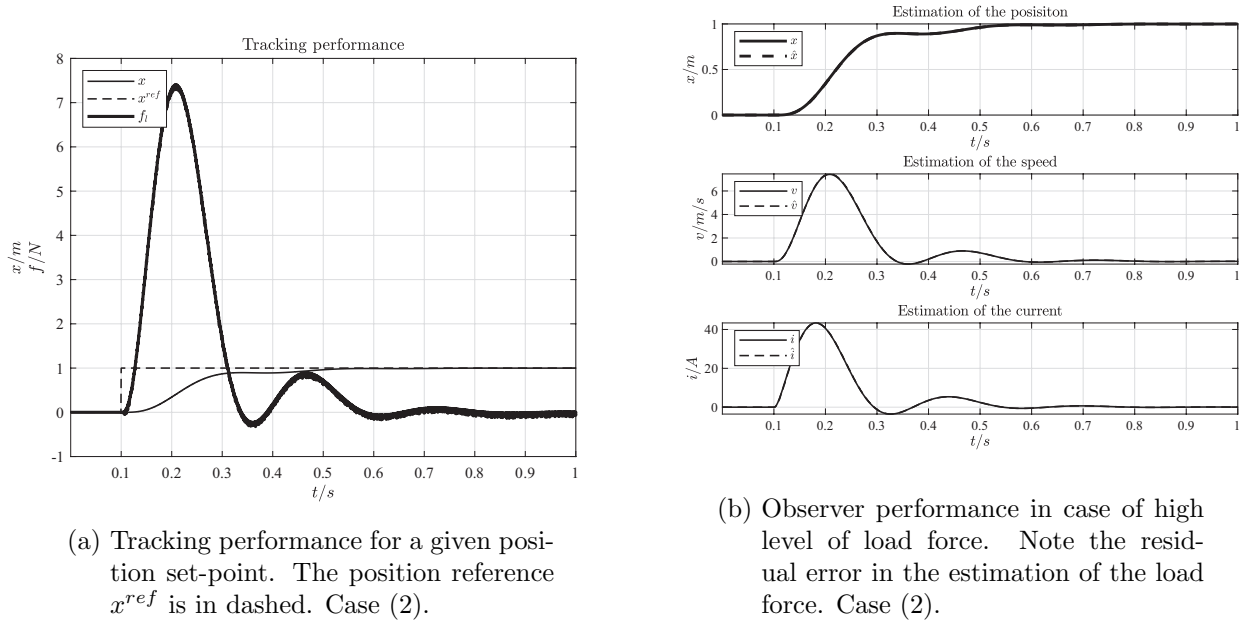 Tracking performance
8
7
6
5
4
3
2
1
0
-1
x/m
f/N
x
x^{ref}
f_l
0.1 0.2 0.3 0.4 0.5 0.6 0.7 0.8 0.9 1
t/s
(a) Tracking performance for a given posi-
tion set-point. The position reference
x^{ref} is in dashed. Case (2).
Estimation of the posisiton
1
0.5
0
x/m
x
x̂
0.1 0.2 0.3 0.4 0.5 0.6 0.7 0.8 0.9 1
t/s
Estimation of the speed
6
4
2
0
v/m/s
v
v̂
0.1 0.2 0.3 0.4 0.5 0.6 0.7 0.8 0.9 1
t/s
Estimation of the current
40
20
0
i/A
i
î
0.1 0.2 0.3 0.4 0.5 0.6 0.7 0.8 0.9 1
t/s
(b) Observer performance in case of high
level of load force. Note the resid-
ual error in the estimation of the load
force. Case (2).